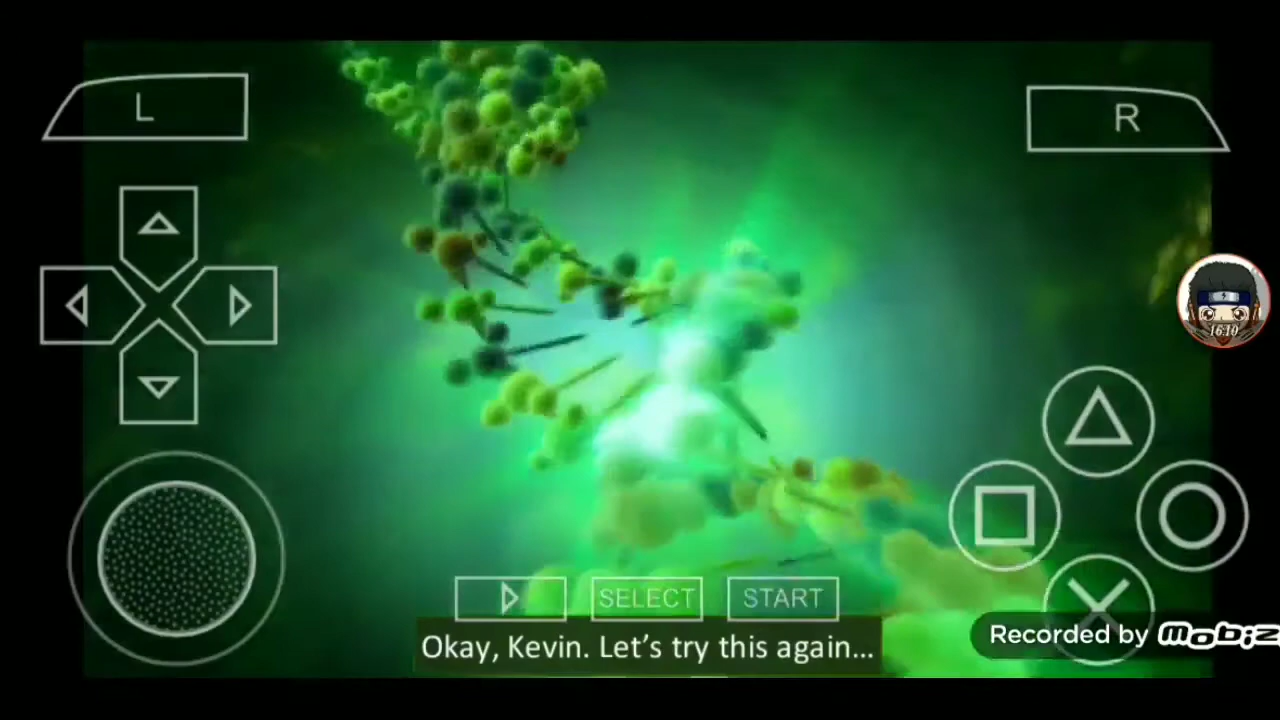 L
R
16:10
SELECT
START
Okay, Kevin. Let's try this again...
Recorded by mobiz